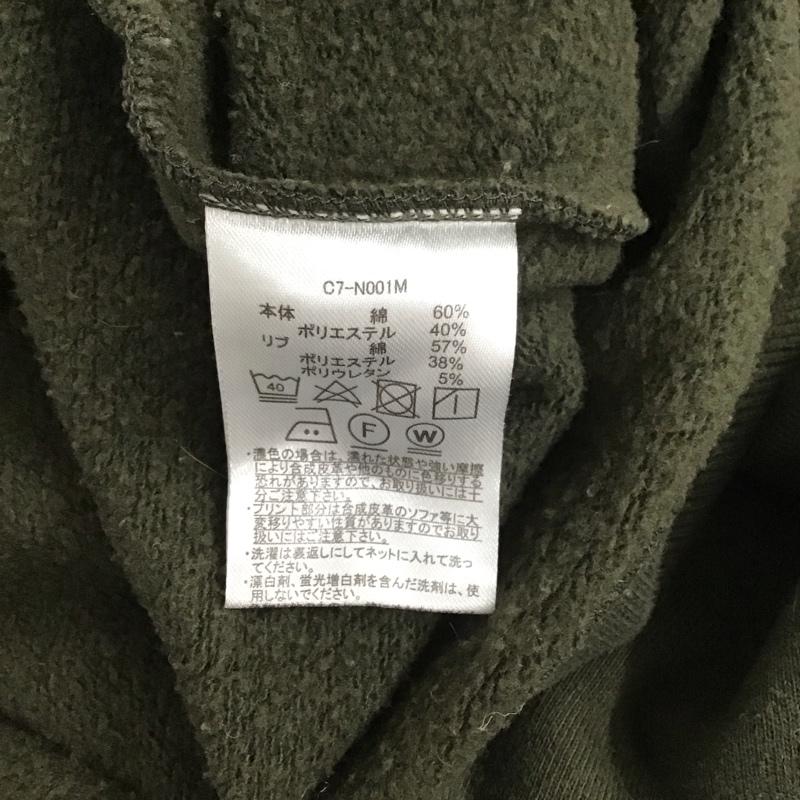 C7-N001M
本体 綿 60%
ポリエステル 40%
リブ 綿 57%
ポリエステル 38%
ポリウレタン 5%
40
F W
・濃色の場合は、濡れた状態や強い摩擦
により合成皮革や他のものに色移りする
恐れがありますので、お取り扱いには十
分ご注意下さい。
・プリント部分は合成皮革のソファ等に大
変移りやすい性質がありますのでお取り
扱いにはご注意下さい。
・洗濯は裏返しにしてネットに入れて洗っ
てください。
・漂白剤、蛍光増白剤を含んだ洗剤は、使
用しないでください。